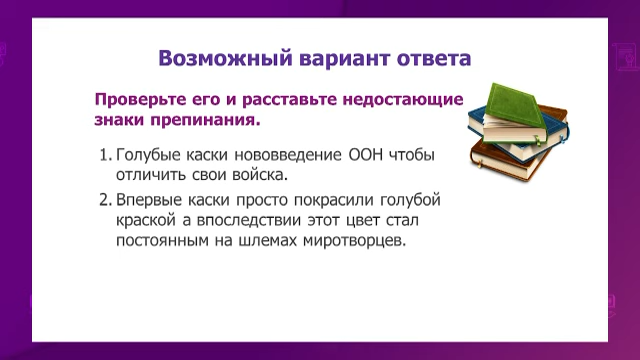 Возможный вариант ответа
Проверьте его и расставьте недостающие
знаки препинания.
1. Голубые каски нововведение ООН чтобы
отличить свои войска.
2. Впервые каски просто покрасили голубой
краской а впоследствии этот цвет стал
постоянным на шлемах миротворцев.